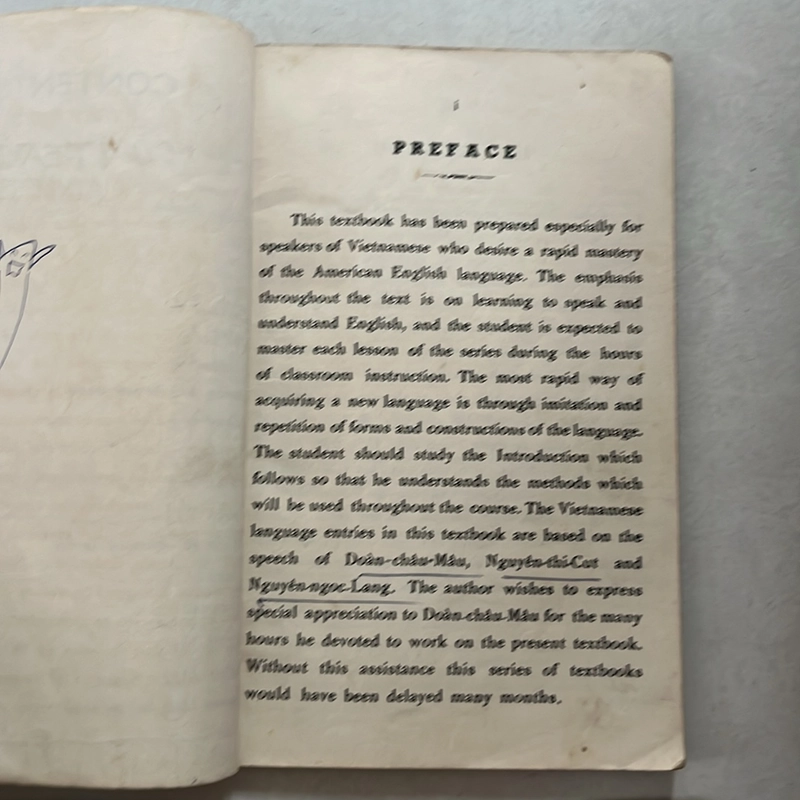 i
PREFACE
This textbook has been prepared especially for
speakers of Vietnamese who desire a rapid mastery
of the American English language. The emphasis
throughout the text is on learning to speak and
understand English, and the student is expected to
master each lesson of the series during the hours
of classroom instruction. The most rapid way of
acquiring a new language is through imitation and
repetition of forms and constructions of the language.
The student should study the Introduction which
follows so that he understands the methods which
will be used throughout the course. The Vietnamese
language entries in this textbook are based on the
speech of Doàn-châu-Mâu, Nguyên-thi-Cut and
Nguyên-ngoc-Lang. The author wishes to express
special appreciation to Doàn-châu-Mâu for the many
hours he devoted to work on the present textbook.
Without this assistance this series of textbooks
would have been delayed many months.